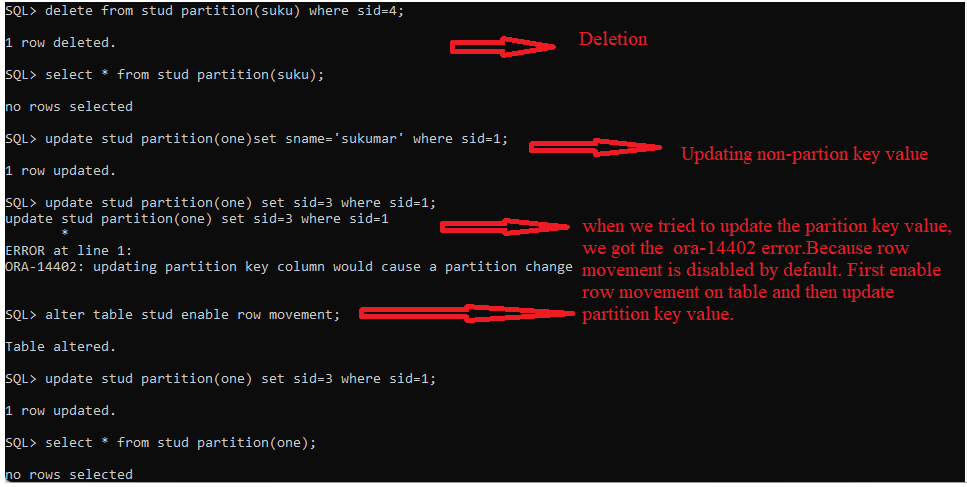 SQL> delete from stud partition(suku) where sid=4;
1 row deleted.
Deletion
SQL> select * from stud partition(suku);
no rows selected
SQL> update stud partition(one)set sname='sukumar' where sid=1;
Updating non-partion key value
1 row updated.
SQL> update stud partition(one) set sid=3 where sid=1;
update stud partition(one) set sid=3 where sid=1
*
ERROR at line 1:
ORA-14402: updating partition key column would cause a partition change
when we tried to update the parition key value,
we got the ora-14402 error.Because row
movement is disabled by default. First enable
row movement on table and then update
partition key value.
SQL> alter table stud enable row movement;
Table altered.
SQL> update stud partition(one) set sid=3 where sid=1;
1 row updated.
SQL> select * from stud partition(one);
no rows selected